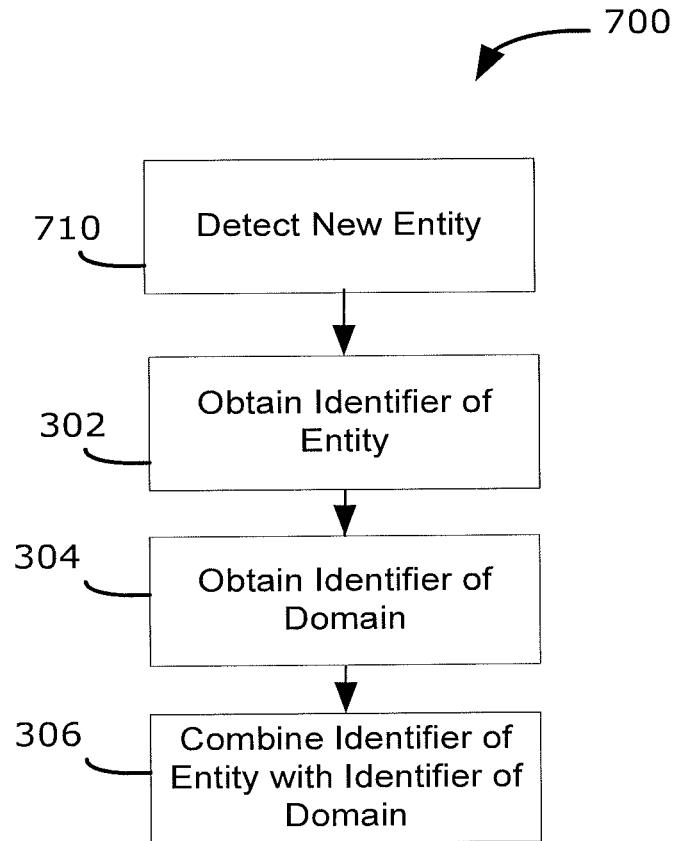 700
710
Detect New Entity
302
Obtain Identifier of
Entity
304
Obtain Identifier of
Domain
306
Combine Identifier of
Entity with Identifier of
Domain